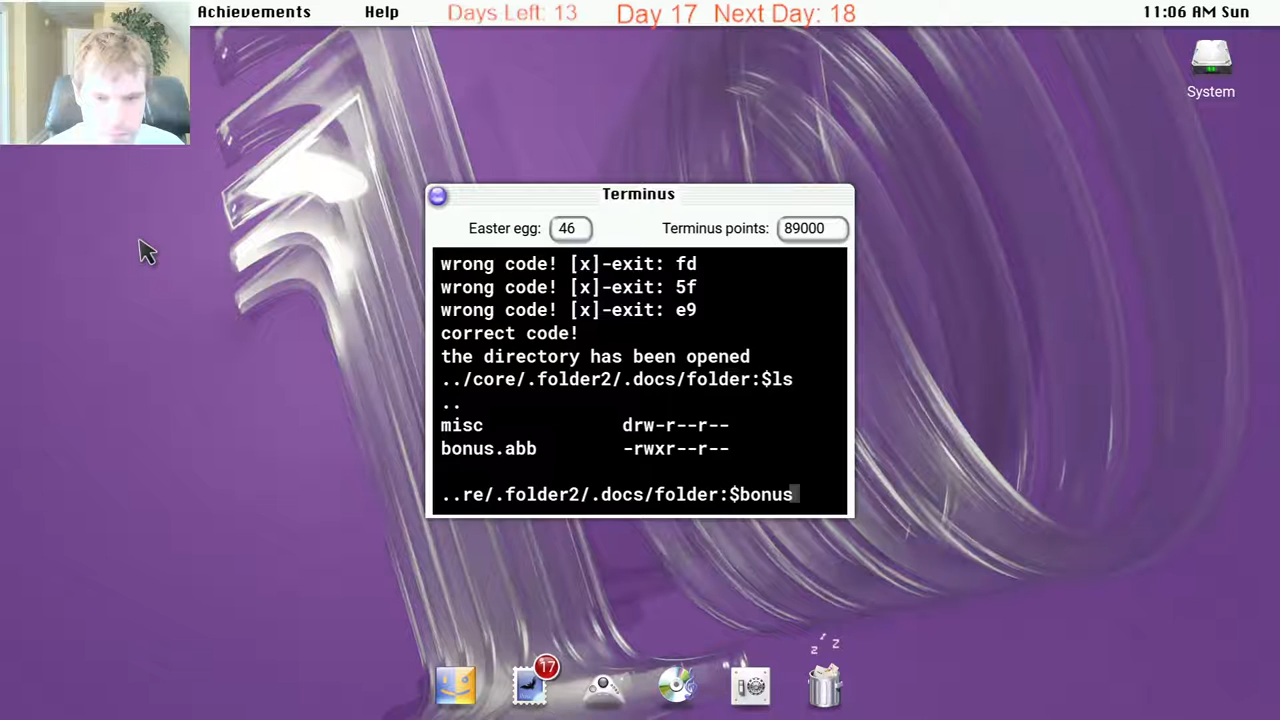 Achievements Help Days Left: 13 Day 17 Next Day: 18 11:06 AM Sun
System
Terminus
Easter egg: 46 Terminus points: 89000
wrong code! [x]-exit: fd
wrong code! [x]-exit: 5f
wrong code! [x]-exit: e9
correct code!
the directory has been opened
../core/.folder2/.docs/folder:$ls
..
misc drw-r--r--
bonus.abb -rwxr--r--
..re/.folder2/.docs/folder:$bonus
z z
z
17